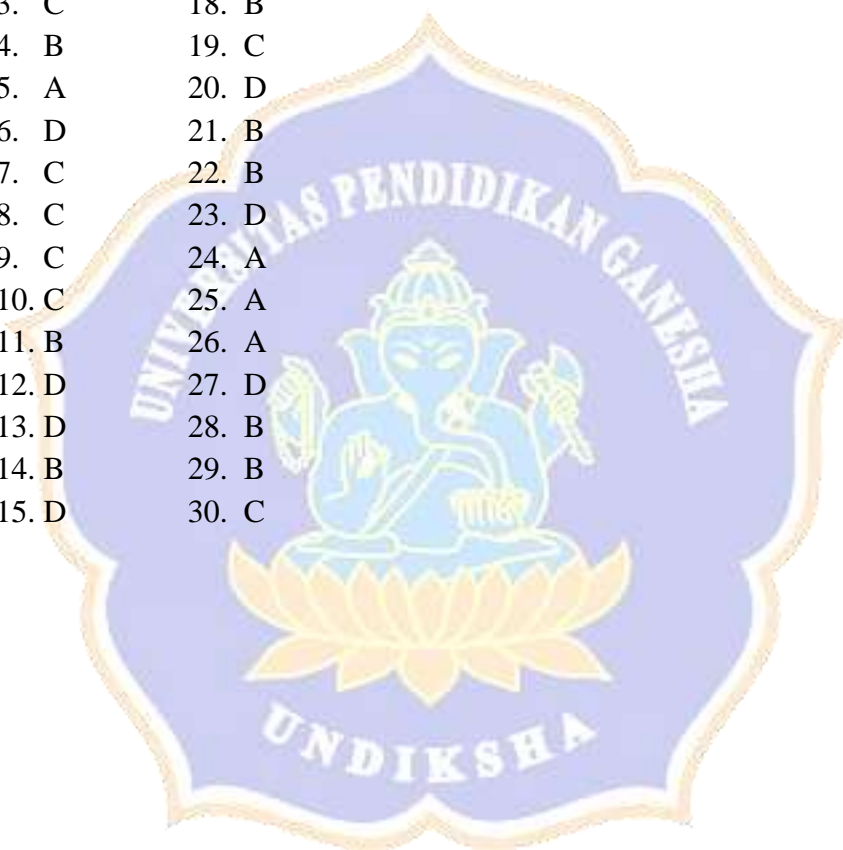 3. C
4. B
5. A
6. D
7. C
8. C
9. C
10. C
11. B
12. D
13. D
14. B
15. D
18. B
19. C
20. D
21. B
22. B
23. D
24. A
25. A
26. A
27. D
28. B
29. B
30. C
UNIVERSITAS PENDIDIKAN GANESHA
UNDIKSHA